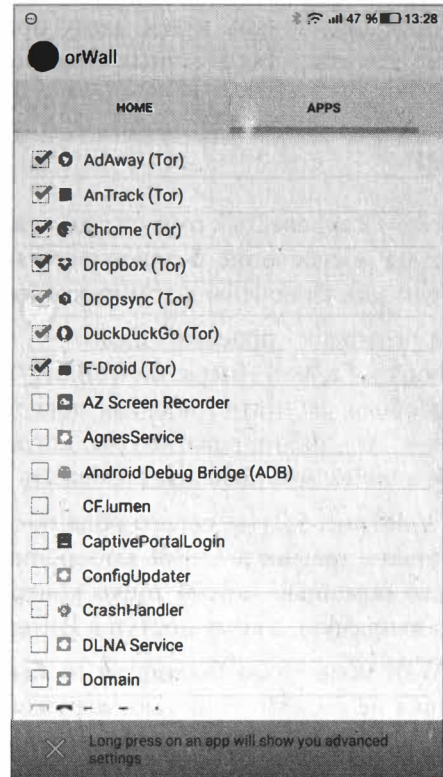 47 % 13:28
orWall
HOME APPS
AdAway (Tor)
AnTrack (Tor)
Chrome (Tor)
Dropbox (Tor)
Dropsync (Tor)
DuckDuckGo (Tor)
F-Droid (Tor)
AZ Screen Recorder
AgnesService
Android Debug Bridge (ADB)
CF.lumen
CaptivePortalLogin
ConfigUpdater
CrashHandler
DLNA Service
Domain
Long press on an app will show you advanced
settings